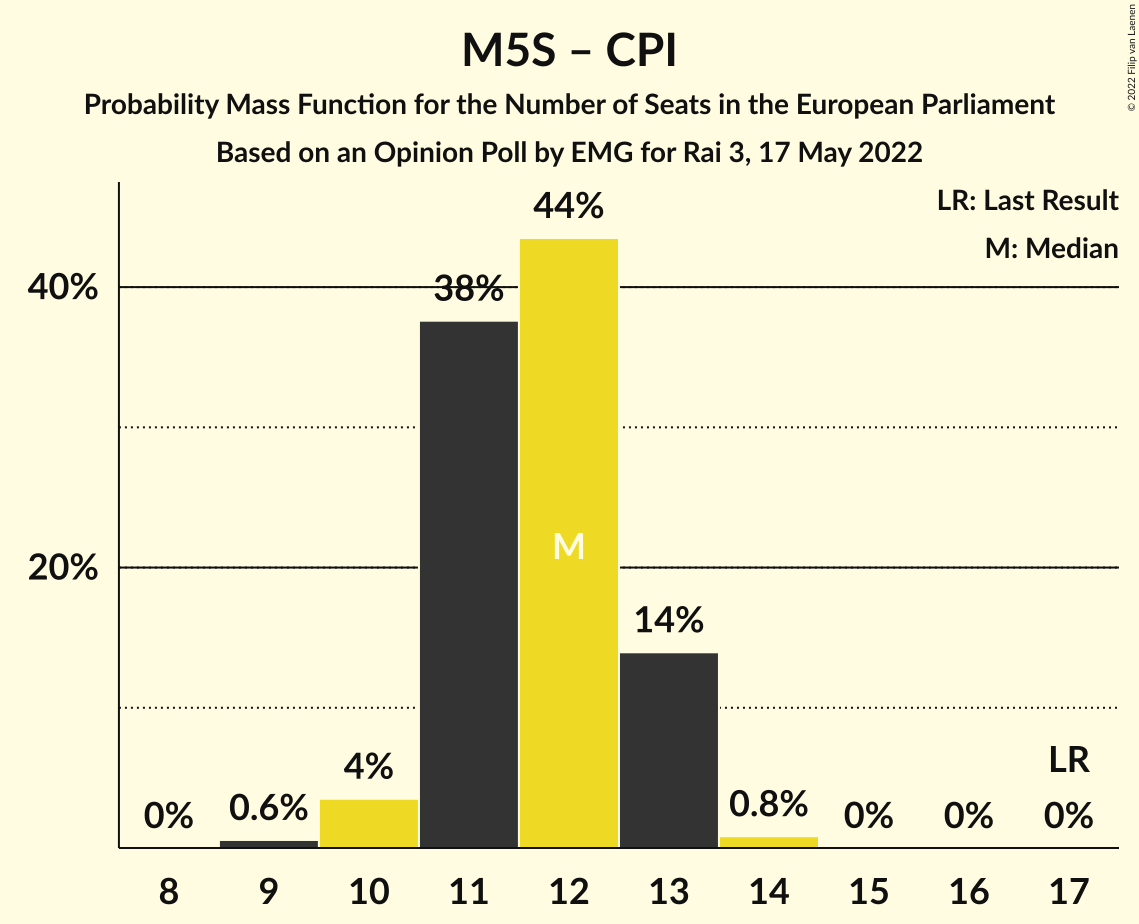 M5S – CPI
Probability Mass Function for the Number of Seats in the European Parliament
Based on an Opinion Poll by EMG for Rai 3, 17 May 2022
© 2022 Filip van Laenen
LR: Last Result
M: Median
44%
40%
38%
M
20%
14%
LR
4%
0%
0.6%
0.8%
0%
0%
0%
8 9 10 11 12 13 14 15 16 17